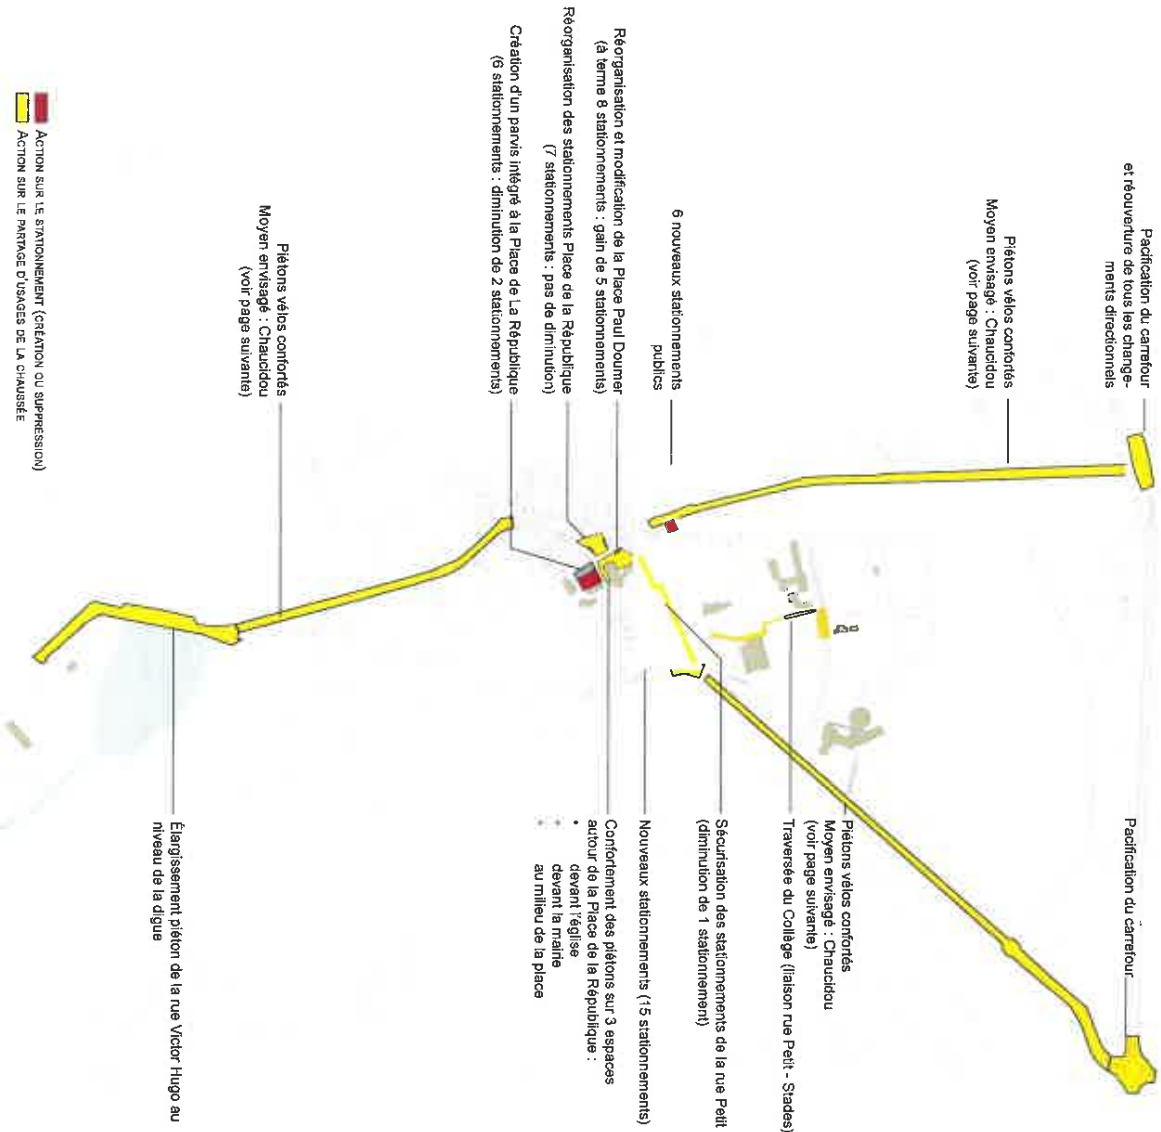 Pacification du carrefour
et réouverture de tous les change-
ments directionnels
Piétons vélos confortés
Moyen envisagé : Chaucidou
(voir page suivante)
6 nouveaux stationnements
publics
Réorganisation et modification de la Place Paul Doumer
(à terme 8 stationnements : gain de 5 stationnements)
Réorganisation des stationnements Place de la République
(7 stationnements : pas de diminution)
Création d'un parvis intégré à la Place de La République
(6 stationnements : diminution de 2 stationnements)
Piétons vélos confortés
Moyen envisagé : Chaucidou
(voir page suivante)
Pacification du carrefour
Piétons vélos confortés
Moyen envisagé : Chaucidou
(voir page suivante)
Traversée du Collège (liaison rue Petit - Stades)
Sécurisation des stationnements de la rue Petit
(diminution de 1 stationnement)
Nouveaux stationnements (15 stationnements)
Confortement des piétons sur 3 espaces
autour de la Place de la République :
• devant l'église
• devant la mairie
• au milieu de la place
Élargissement piéton de la rue Victor Hugo au
niveau de la digue
ACTION SUR LE STATIONNEMENT (CRÉATION OU SUPPRESSION)
ACTION SUR LE PARTAGE D'USAGES DE LA CHAUSSÉE